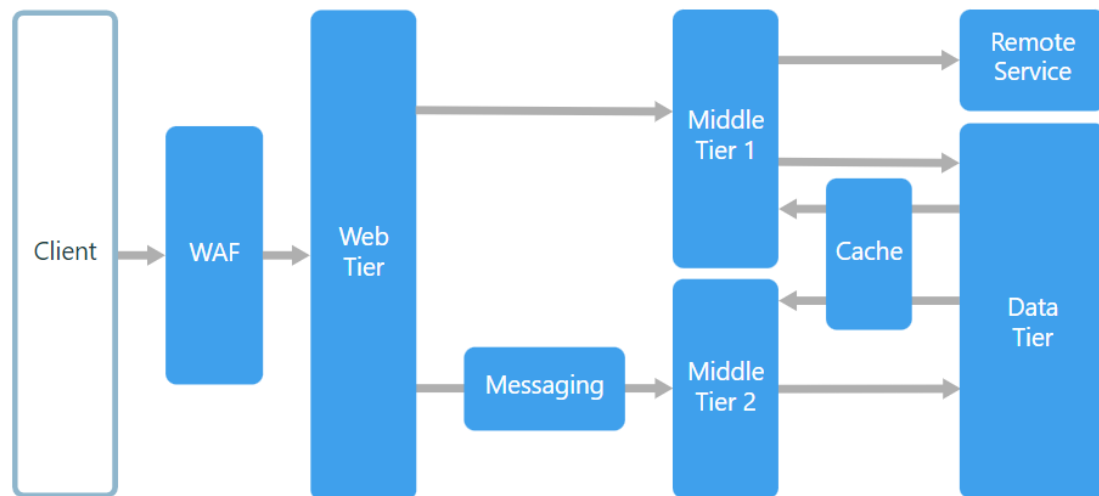 Client
WAF
Web
Tier
Messaging
Middle
Tier 1
Middle
Tier 2
Cache
Remote
Service
Data
Tier